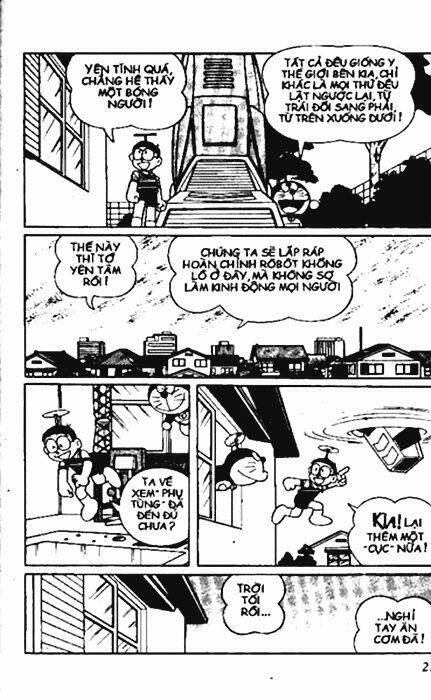 YÊN TĨNH QUÁ,
CHẲNG HỀ THẤY
MỘT BÓNG
NGƯỜI!
TẤT CẢ ĐỀU GIỐNG Y
THẾ GIỚI BÊN KIA, CHỈ
KHÁC LÀ MỌI THỨ ĐỀU
LẬT NGƯỢC LẠI, TỪ
TRÁI ĐỔI SANG PHẢI,
TỪ TRÊN XUỐNG DƯỚI!
THẾ NÀY
THÌ TỚ
YÊN TÂM
RỒI!
CHÚNG TA SẼ LẮP RÁP
HOÀN CHỈNH RÔBÔT KHỔNG
LỒ Ở ĐÂY, MÀ KHÔNG SỢ
LÀM KINH ĐỘNG MỌI NGƯỜI
TA VỀ
XEM "PHỤ
TÙNG" ĐÃ
ĐẾN ĐỦ
CHƯA?
KÌA! LẠI
THÊM MỘT
"CỤC" NỮA!
TRỜI
TỐI
RỒI...
...NGHỈ
TAY ĂN
CƠM ĐÃ!